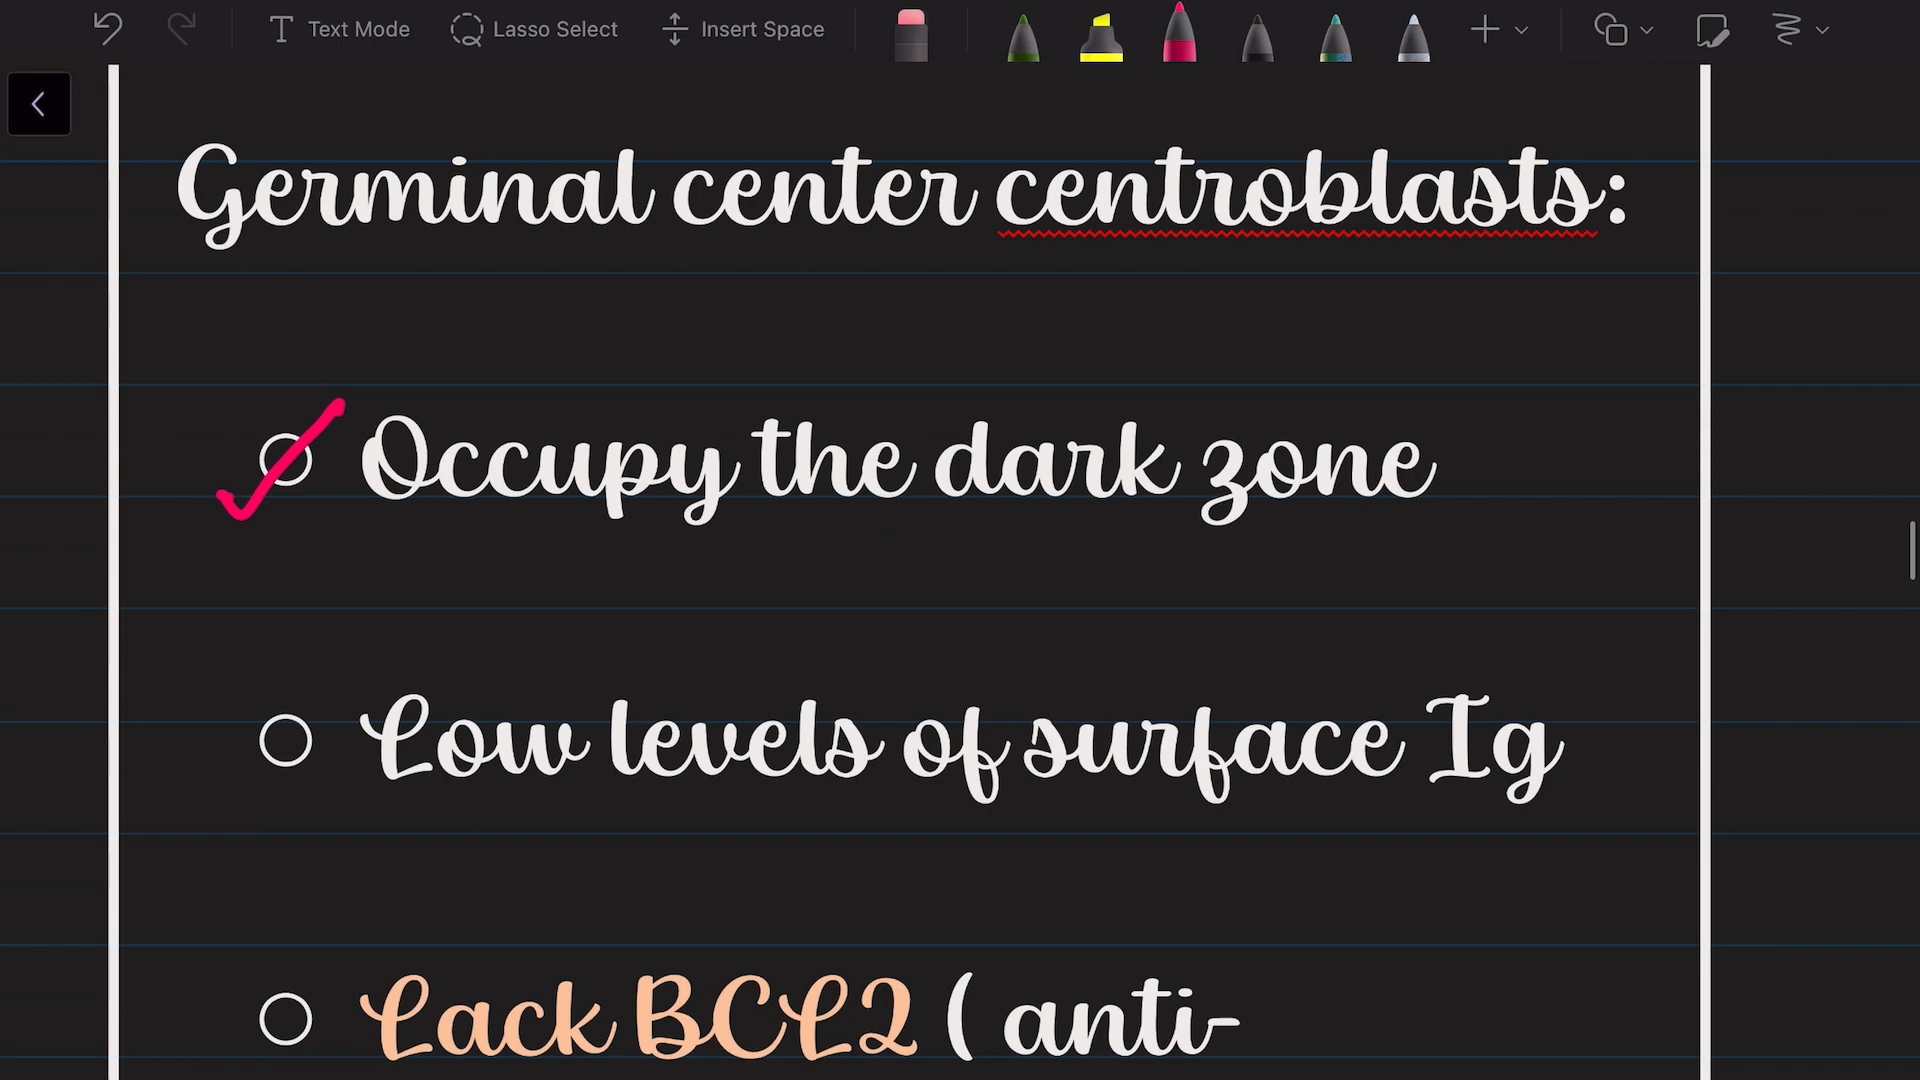 Text Mode Lasso Select Insert Space
Germinal center centroblasts:
Occupy the dark zone
Low levels of surface Ig
Lack BCL2 ( anti-